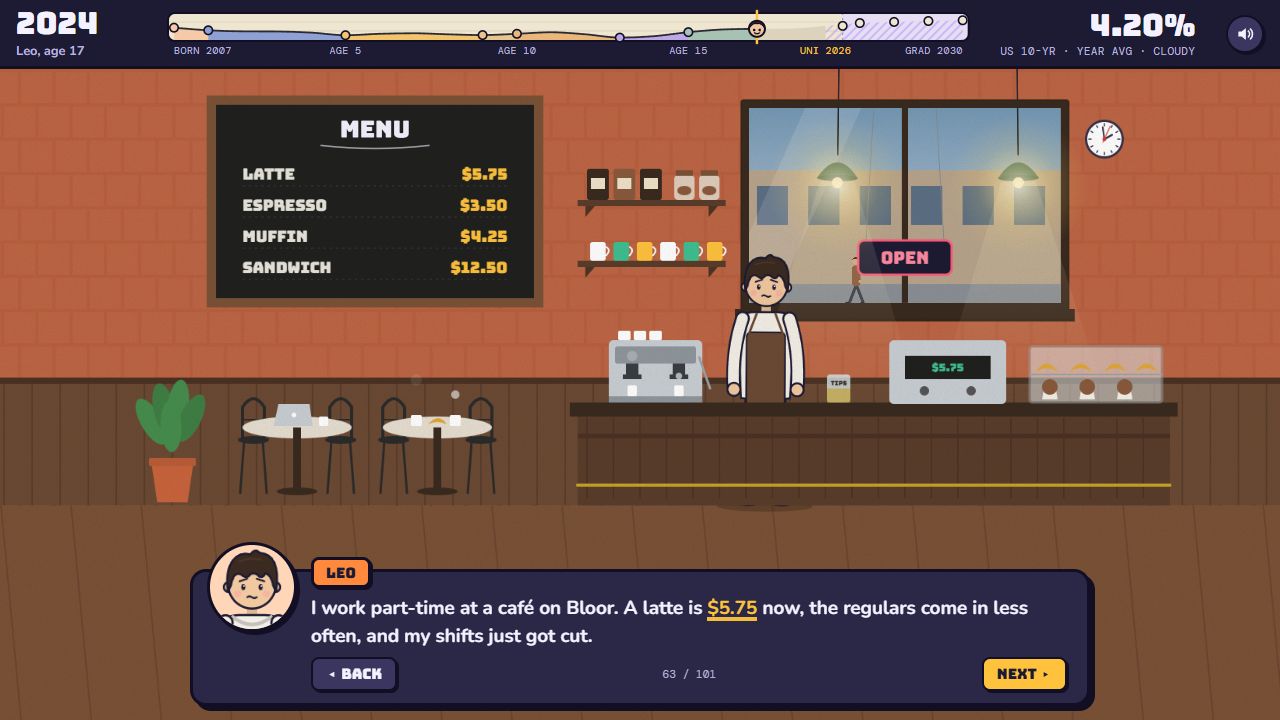 2024
Leo, age 17
BORN 2007
AGE 5
AGE 10
AGE 15
UNI 2026
GRAD 2030
4.20%
US 10-YR · YEAR AVG · CLOUDY
MENU
LATTE $5.75
ESPRESSO $3.50
MUFFIN $4.25
SANDWICH $12.50
OPEN
TIPS
$5.75
LEO
I work part-time at a café on Bloor. A latte is $5.75 now, the regulars come in less
often, and my shifts just got cut.
◂ BACK
63 / 101
NEXT ▸